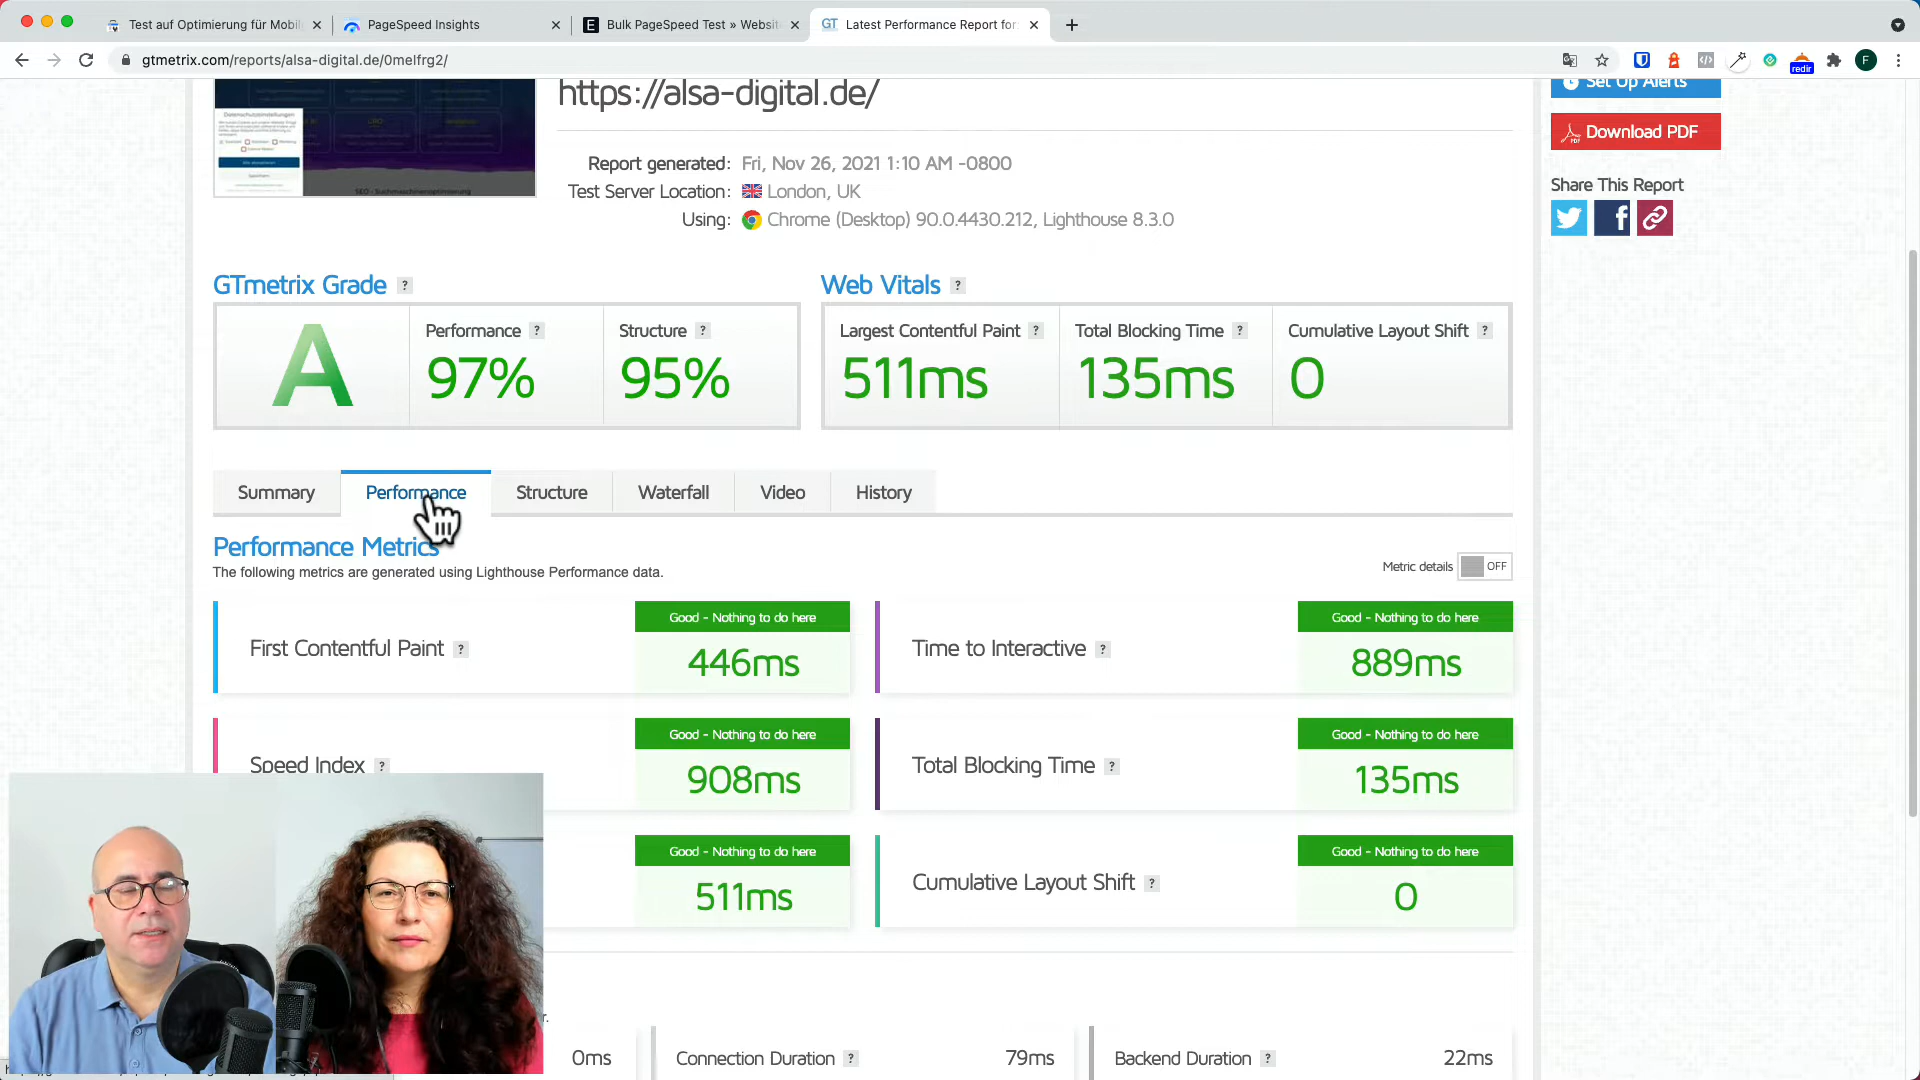 Test auf Optimierung für Mobil
PageSpeed Insights
Bulk PageSpeed Test » Websit
GT
Latest Performance Report for
gtmetrix.com/reports/alsa-digital.de/0melfrg2/
redir
F
Datenschutzeinstellungen
SEO - Suchmaschinenoptimierung
https://alsa-digital.de/
Report generated: Fri, Nov 26, 2021 1:10 AM -0800
Test Server Location: London, UK
Using: Chrome (Desktop) 90.0.4430.212, Lighthouse 8.3.0
Set Up Alerts
Download PDF
Share This Report
GTmetrix Grade ?
A
Performance ?
97%
Structure ?
95%
Web Vitals ?
Largest Contentful Paint ?
511ms
Total Blocking Time ?
135ms
Cumulative Layout Shift ?
0
Summary
Performance
Structure
Waterfall
Video
History
Performance Metrics
The following metrics are generated using Lighthouse Performance data.
Metric details OFF
First Contentful Paint ?
Good - Nothing to do here
446ms
Time to Interactive ?
Good - Nothing to do here
889ms
Speed Index ?
Good - Nothing to do here
908ms
Total Blocking Time ?
Good - Nothing to do here
135ms
Good - Nothing to do here
511ms
Cumulative Layout Shift ?
Good - Nothing to do here
0
0ms
Connection Duration ?
79ms
Backend Duration ?
22ms